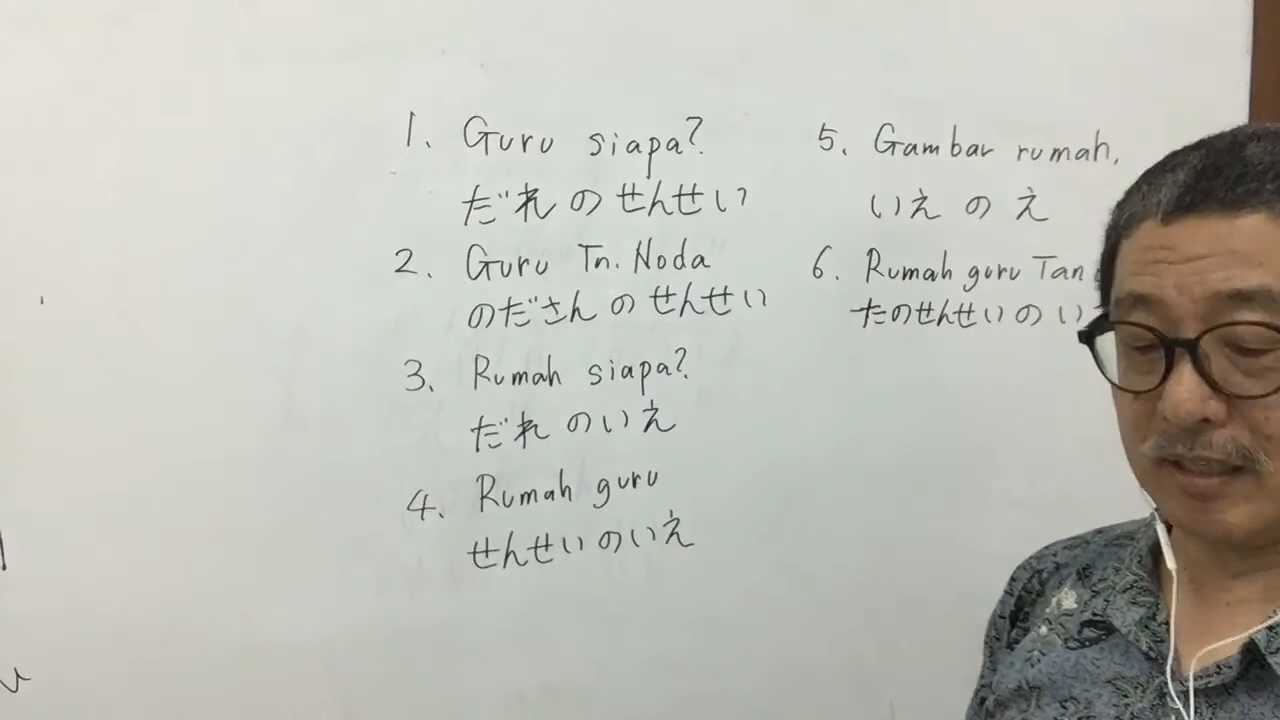 1. Guru siapa?
だれ の せんせい
2. Guru Tn. Noda
のださん の せんせい
3. Rumah siapa?
だれ のいえ
4. Rumah guru
せんせい のいえ
5. Gambar rumah.
いえ の え
6. Rumah guru
たのせんせい の